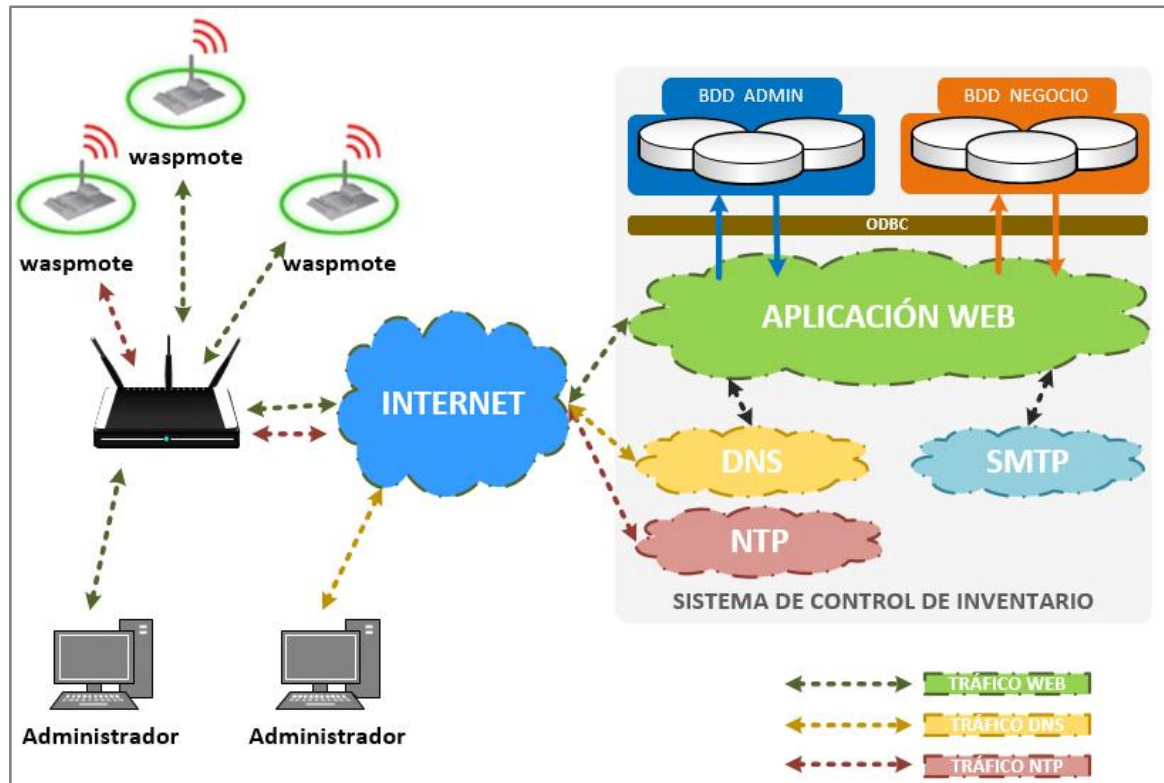 waspmote
waspmote
waspmote
BDD ADMIN
BDD NEGOCIO
ODBC
APLICACIÓN WEB
INTERNET
DNS
SMTP
NTP
SISTEMA DE CONTROL DE INVENTARIO
Administrador
Administrador
TRÁFICO WEB
TRÁFICO DNS
TRÁFICO NTP